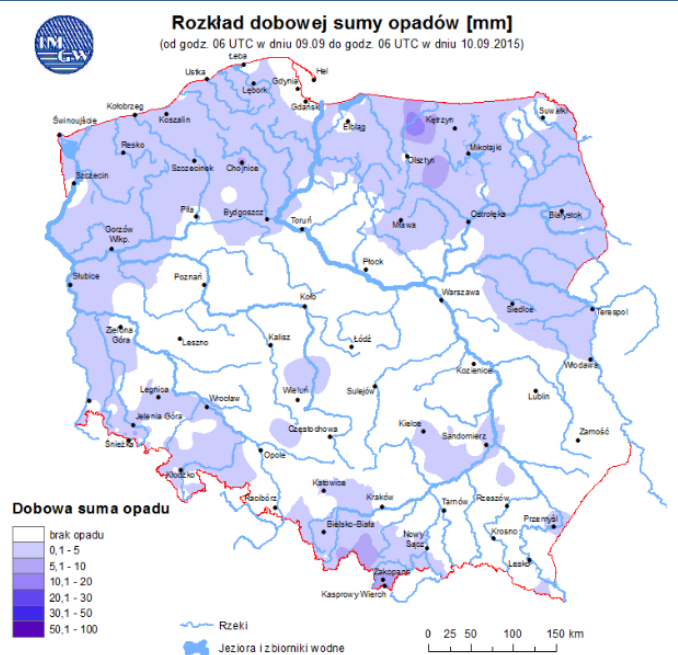 Rozkład dobowej sumy opadów [mm]
(od godz. 06 UTC w dniu 09.09 do godz. 06 UTC w dniu 10.09.2015)
IM
GW
Łeba
Ustka
Hel
Gdynia
Lębork
Gdańsk
Kołobrzeg
Koszalin
Świnoujście
Elbląg
Kętrzyn
Suwałki
Resko
Szczecinek
Chojnice
Olsztyn
Mikołajki
Szczecin
Piła
Bydgoszcz
Toruń
Mława
Ostrołęka
Białystok
Gorzów
Wlkp.
Płock
Słubice
Poznań
Koło
Warszawa
Siedlce
Terespol
Zielona
Góra
Leszno
Kalisz
Łódź
Kozienice
Włodawa
Legnica
Wrocław
Wieluń
Sulejów
Lublin
Jelenia Góra
Częstochowa
Kielce
Sandomierz
Zamość
Śnieżka
Opole
Kłodzko
Racibórz
Katowice
Kraków
Tarnów
Rzeszów
Bielsko-Biała
Nowy
Sącz
Krosno
Przemyśl
Lesko
Zakopane
Kasprowy Wierch
Dobowa suma opadu
brak opadu
0,1 - 5
5,1 - 10
10,1 - 20
20,1 - 30
30,1 - 50
50,1 - 100
Rzeki
Jeziora i zbiorniki wodne
0 25 50 100 150 km